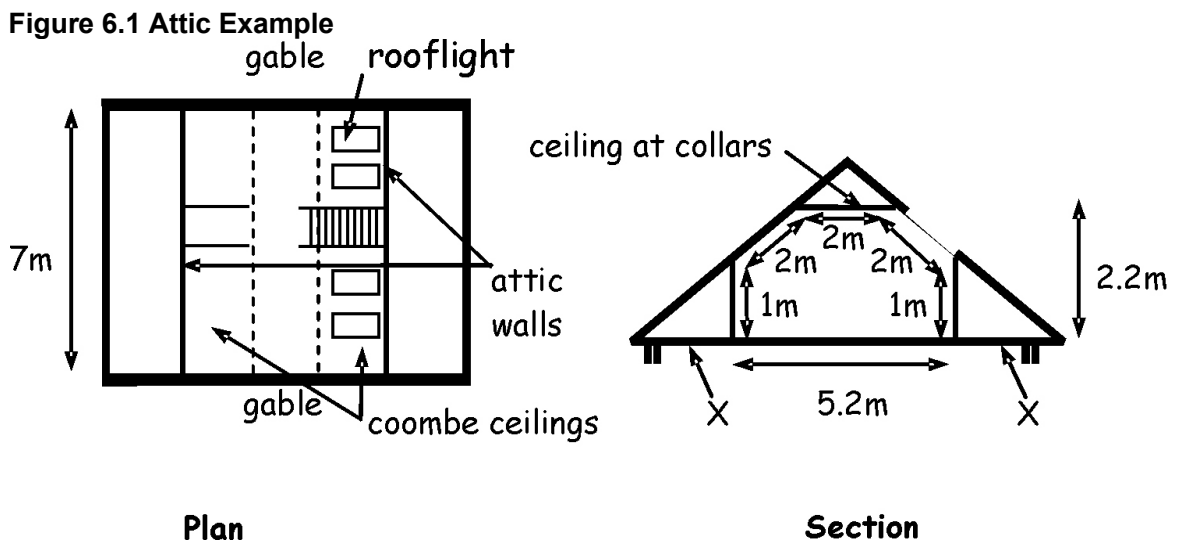 Figure 6.1 Attic Example
gable
rooflight
ceiling at collars
7m
attic
walls
gable
coombe ceilings
2m
2m
2m
1m
1m
2.2m
5.2m
X
X
Plan
Section